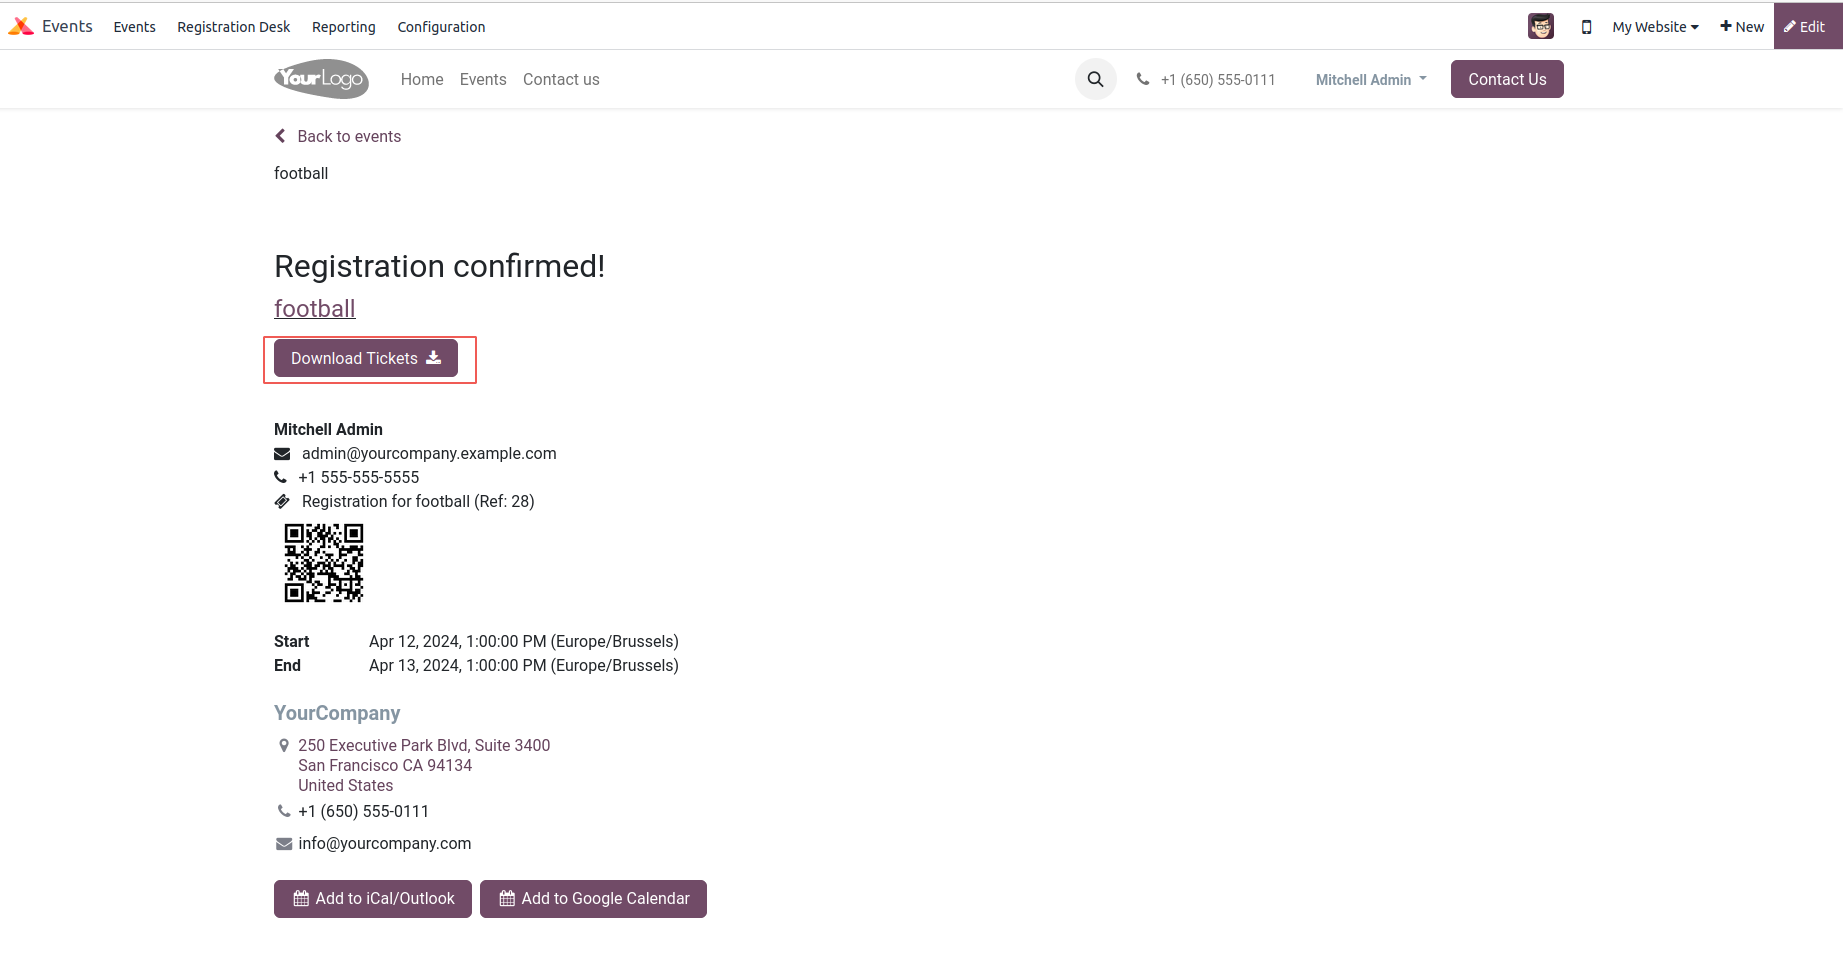 Events Events Registration Desk Reporting Configuration My Website New Edit
YourLogo Home Events Contact us +1 (650) 555-0111 Mitchell Admin Contact Us
Back to events
football
Registration confirmed!
football
Download Tickets
Mitchell Admin
admin@yourcompany.example.com
+1 555-555-5555
Registration for football (Ref: 28)
Start Apr 12, 2024, 1:00:00 PM (Europe/Brussels)
End Apr 13, 2024, 1:00:00 PM (Europe/Brussels)
YourCompany
250 Executive Park Blvd, Suite 3400
San Francisco CA 94134
United States
+1 (650) 555-0111
info@yourcompany.com
Add to iCal/Outlook Add to Google Calendar